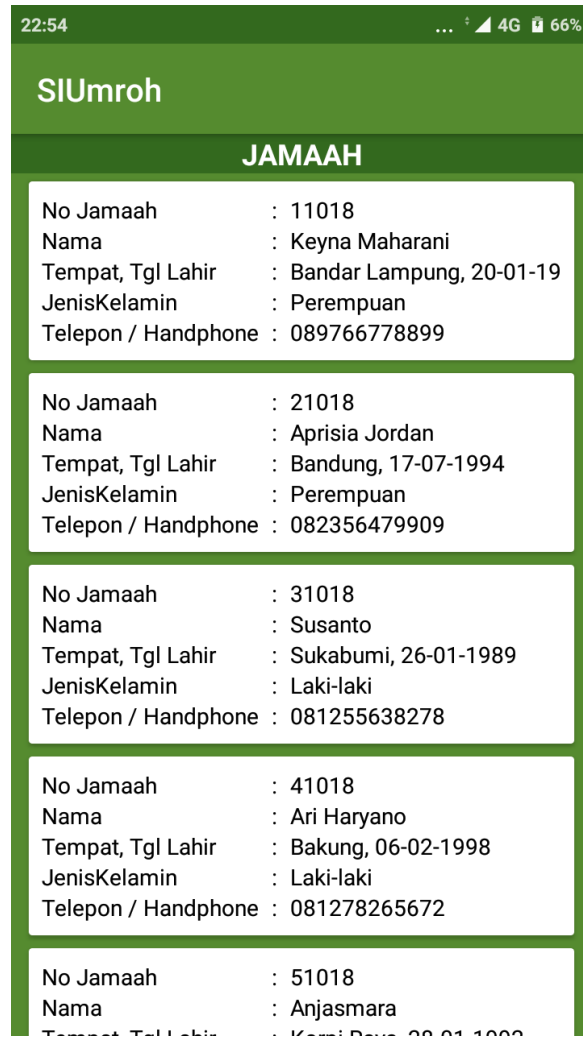 22:54 ... 4G 66%
SIUmroh
JAMAAH
No Jamaah : 11018
Nama : Keyna Maharani
Tempat, Tgl Lahir : Bandar Lampung, 20-01-19
JenisKelamin : Perempuan
Telepon / Handphone : 089766778899
No Jamaah : 21018
Nama : Aprisia Jordan
Tempat, Tgl Lahir : Bandung, 17-07-1994
JenisKelamin : Perempuan
Telepon / Handphone : 082356479909
No Jamaah : 31018
Nama : Susanto
Tempat, Tgl Lahir : Sukabumi, 26-01-1989
JenisKelamin : Laki-laki
Telepon / Handphone : 081255638278
No Jamaah : 41018
Nama : Ari Haryano
Tempat, Tgl Lahir : Bakung, 06-02-1998
JenisKelamin : Laki-laki
Telepon / Handphone : 081278265672
No Jamaah : 51018
Nama : Anjasmara
Tempat, Tgl Lahir :